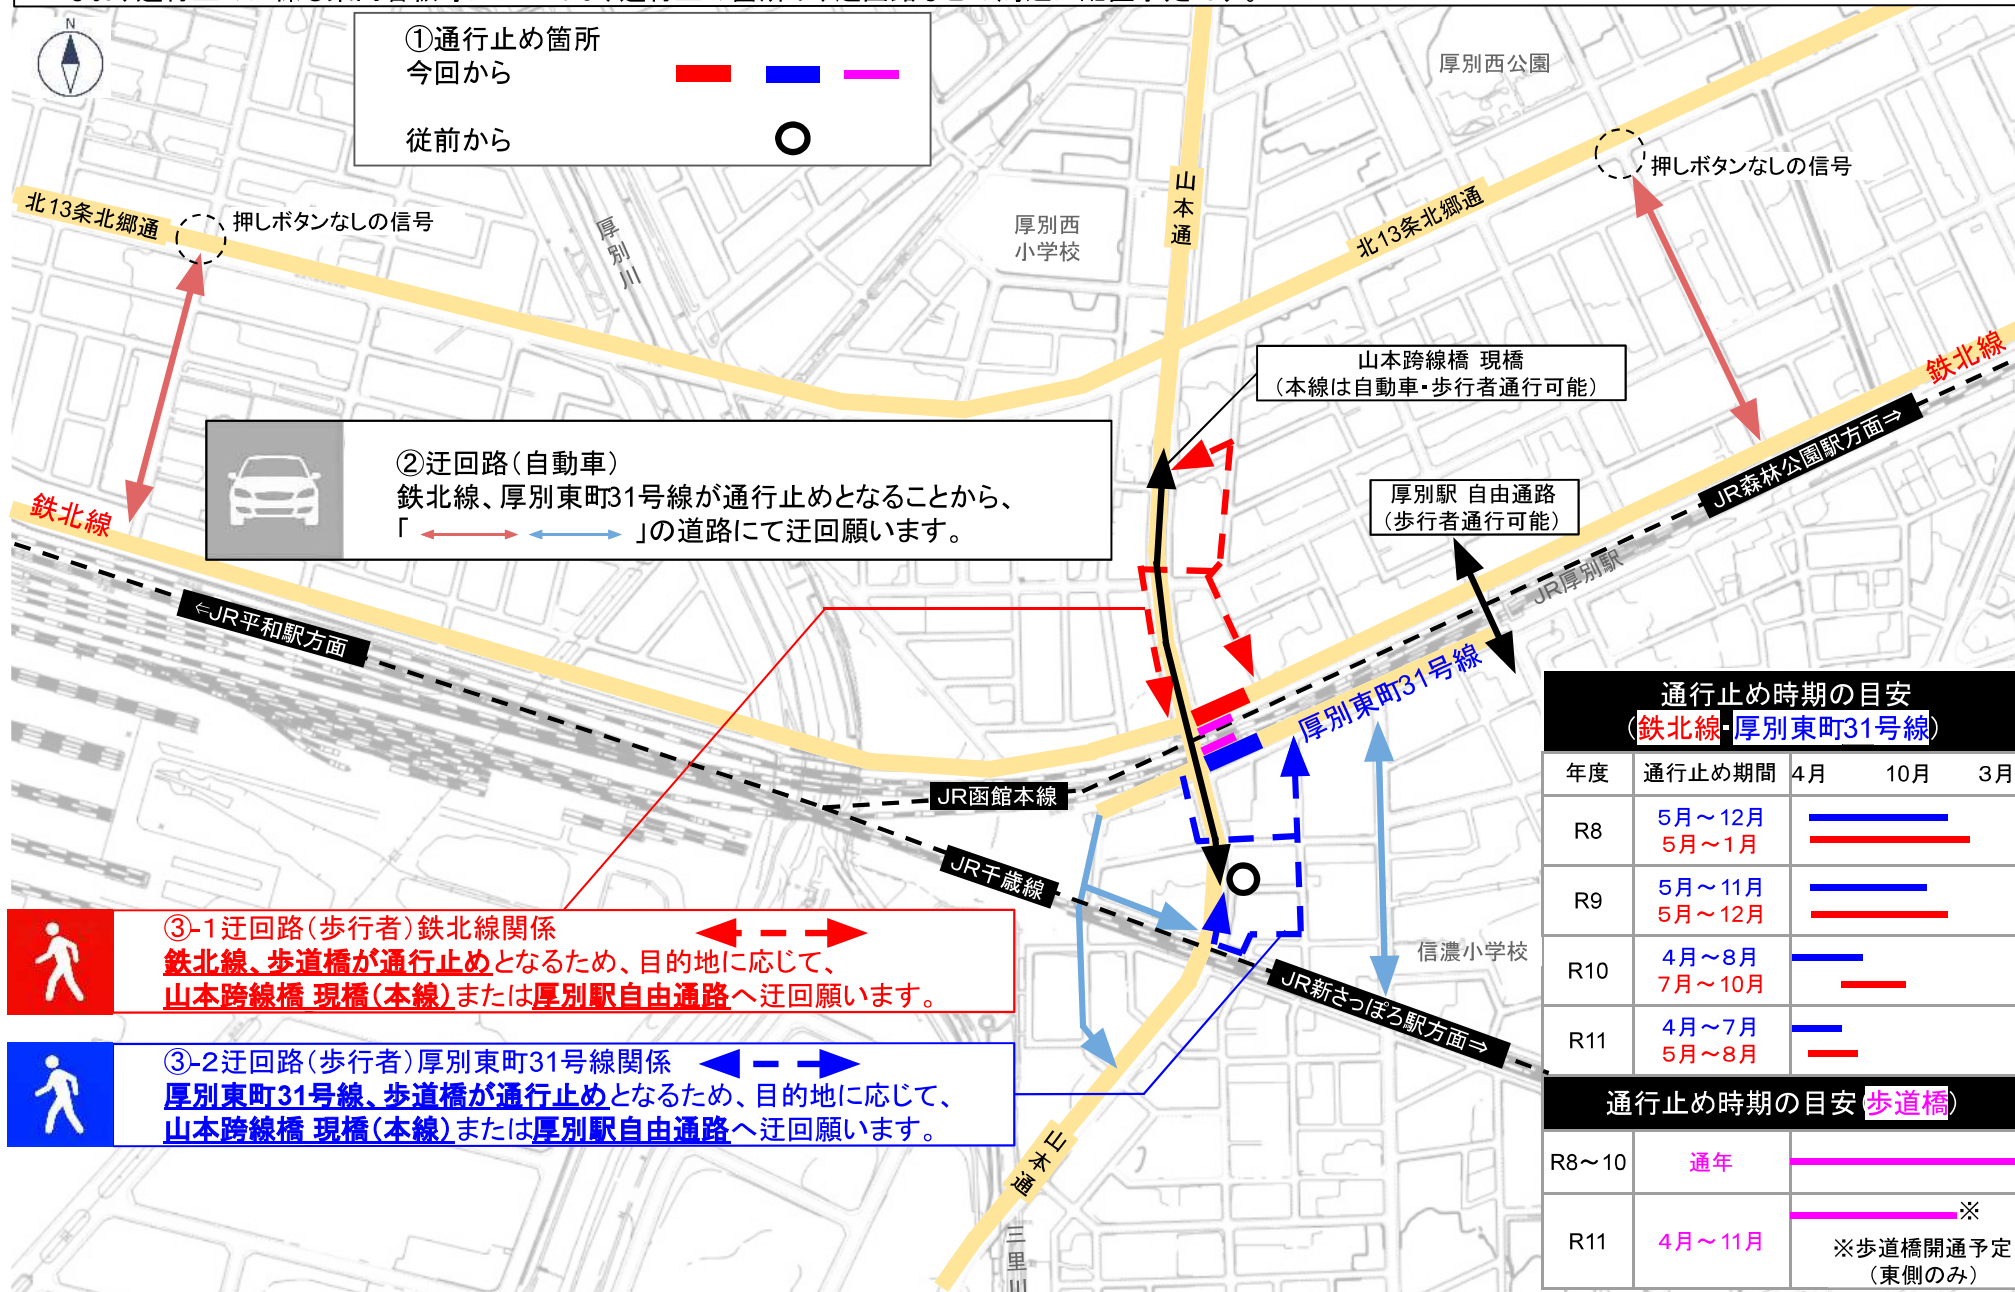 N
①通行止め箇所
今回から
従前から
厚別西公園
押しボタンなしの信号
北13条北郷通
押しボタンなしの信号
厚別川
厚別西
小学校
山本通
北13条北郷通
山本跨線橋 現橋
(本線は自動車・歩行者通行可能)
鉄北線
②迂回路(自動車)
鉄北線、厚別東町31号線が通行止めとなることから、
「 」の道路にて迂回願います。
鉄北線
厚別駅 自由通路
(歩行者通行可能)
JR森林公園駅方面⇒
JR厚別駅
⇐JR平和駅方面
厚別東町31号線
JR函館本線
JR千歳線
信濃小学校
JR新さっぽろ駅方面⇒
③-1迂回路(歩行者)鉄北線関係
鉄北線、歩道橋が通行止めとなるため、目的地に応じて、
山本跨線橋 現橋(本線)または厚別駅自由通路へ迂回願います。
③-2迂回路(歩行者)厚別東町31号線関係
厚別東町31号線、歩道橋が通行止めとなるため、目的地に応じて、
山本跨線橋 現橋(本線)または厚別駅自由通路へ迂回願います。
山本通
三里川
通行止め時期の目安
(鉄北線・厚別東町31号線)
年度 通行止め期間 4月 10月 3月
R8 5月～12月
5月～1月
R9 5月～11月
5月～12月
R10 4月～8月
7月～10月
R11 4月～7月
5月～8月
通行止め時期の目安(歩道橋)
R8～10 通年
R11 4月～11月 ※
※歩道橋開通予定
(東側のみ)